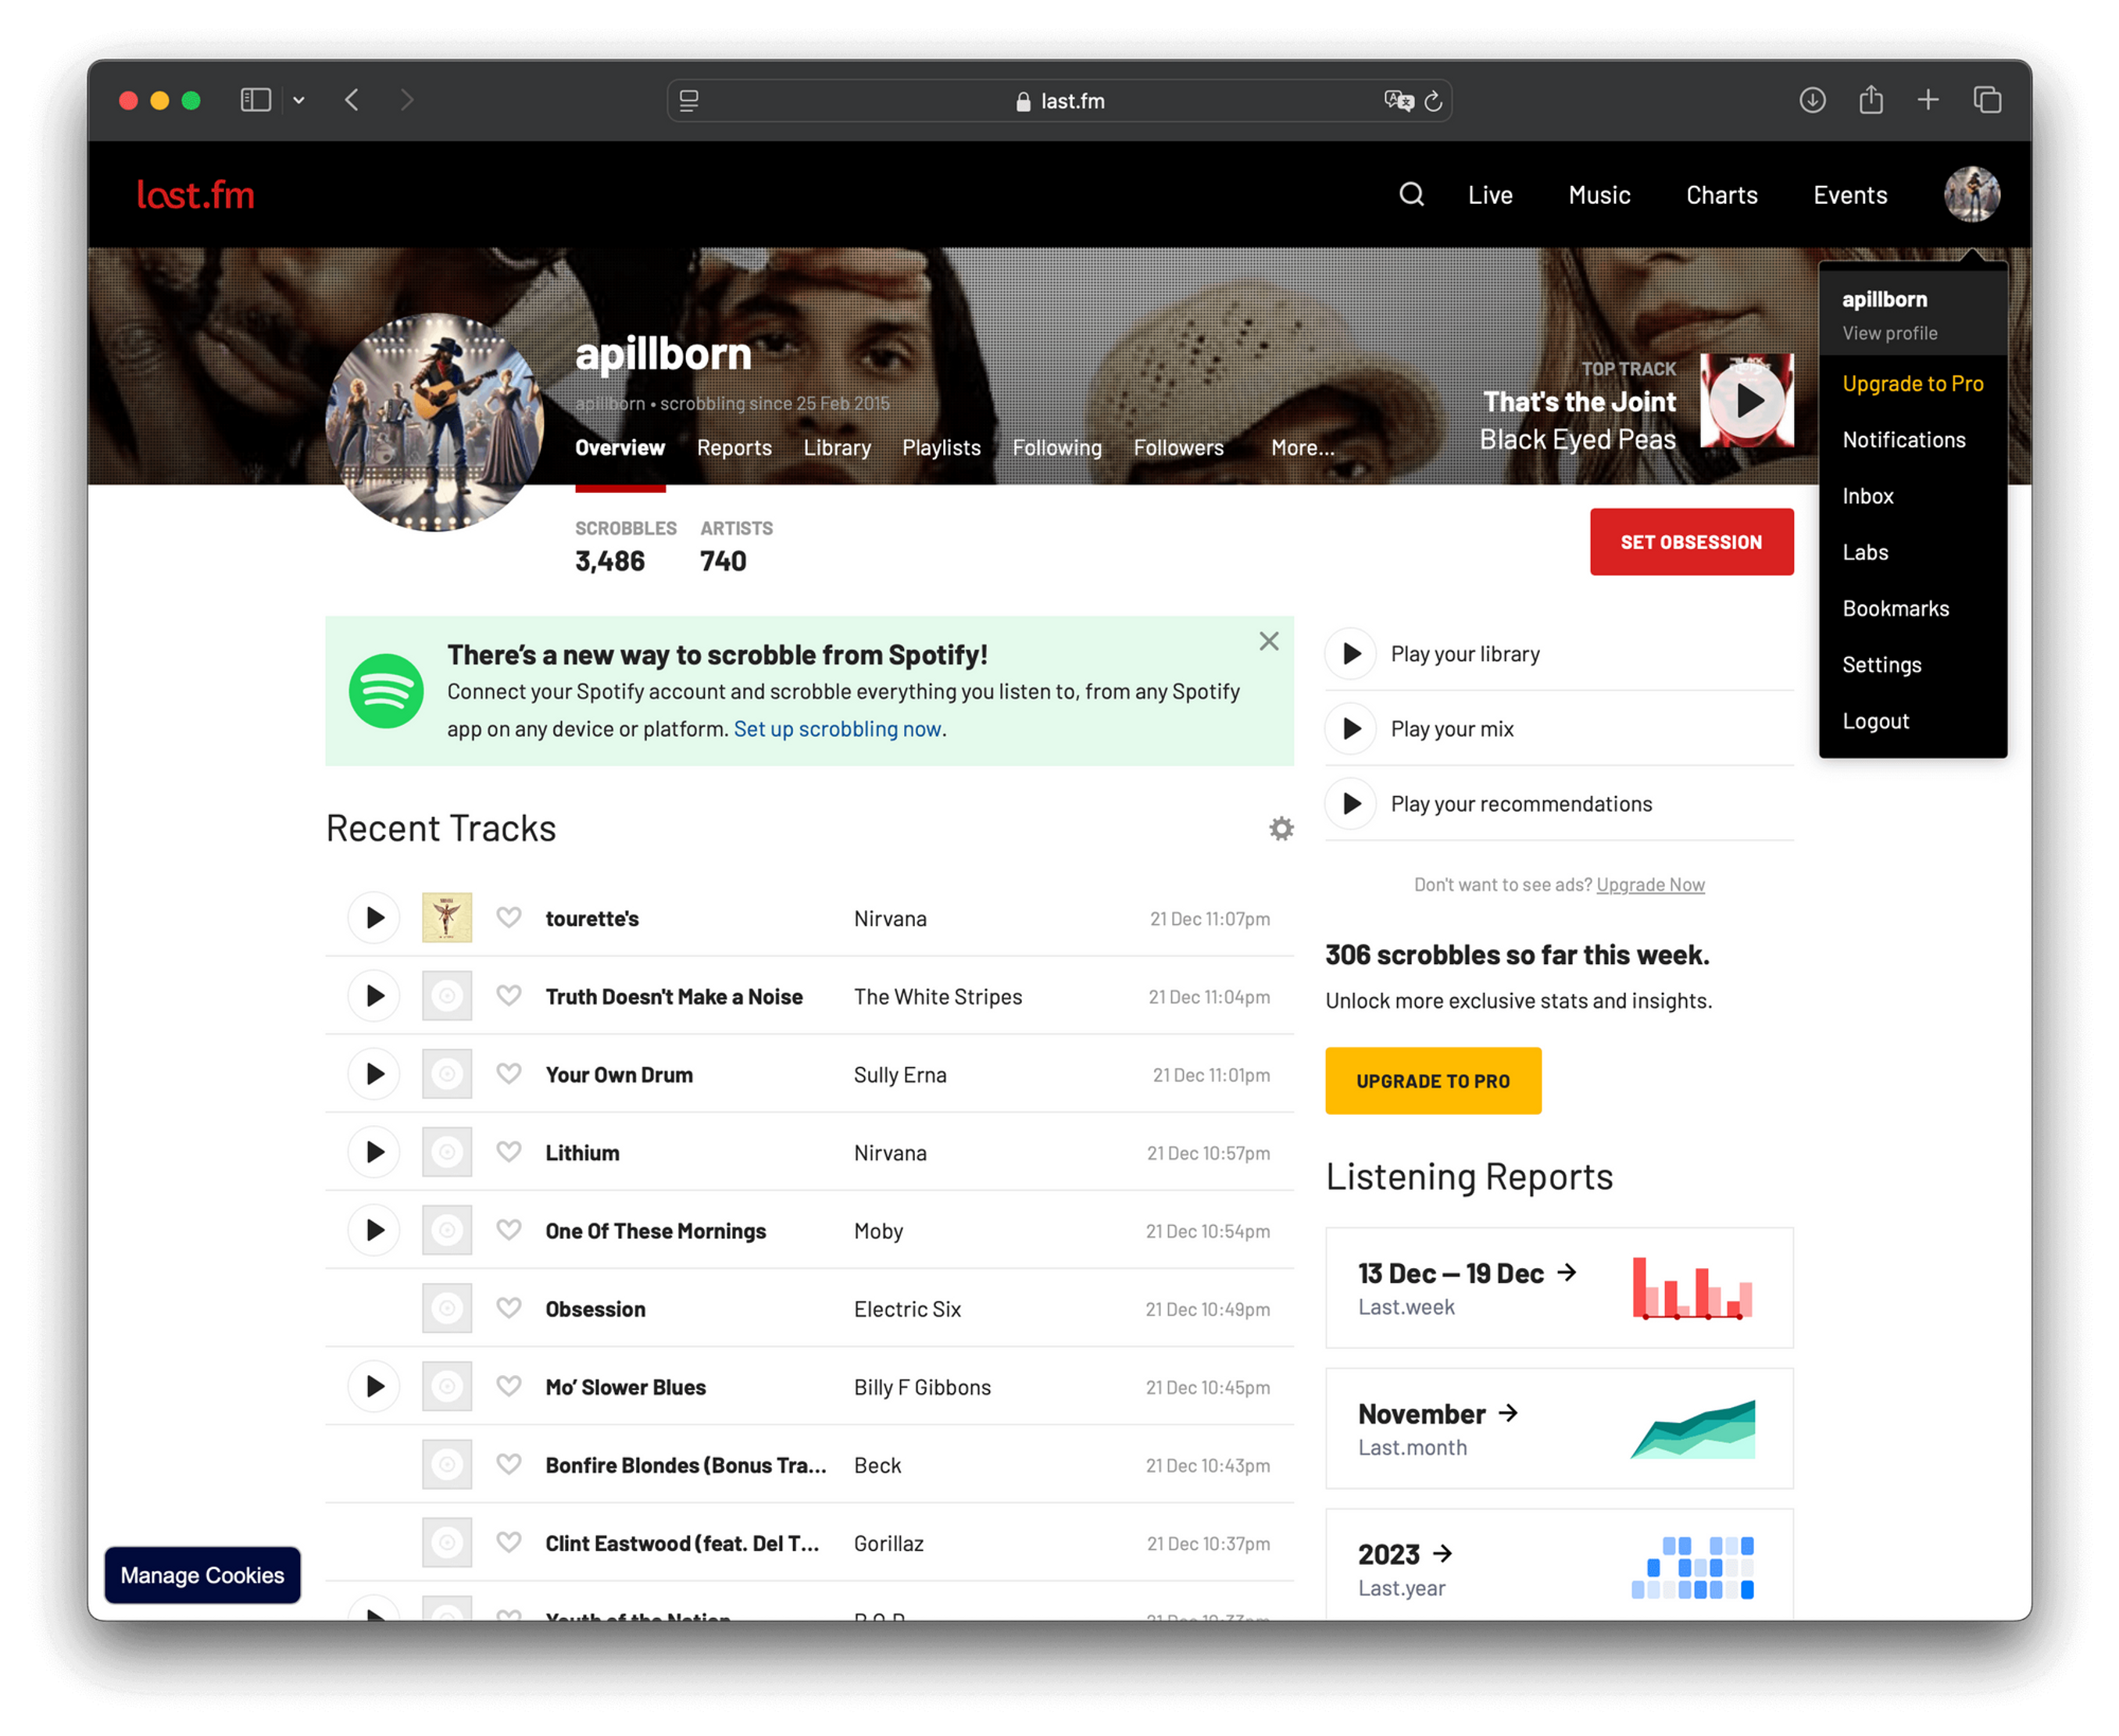 last.fm
last.fm
Live
Music
Charts
Events
apillborn
View profile
Upgrade to Pro
Notifications
Inbox
Labs
Bookmarks
Settings
Logout
apillborn
apillborn • scrobbling since 25 Feb 2015
Overview
Reports
Library
Playlists
Following
Followers
More...
TOP TRACK
That's the Joint
Black Eyed Peas
SCROBBLES
3,486
ARTISTS
740
SET OBSESSION
There's a new way to scrobble from Spotify!
Connect your Spotify account and scrobble everything you listen to, from any Spotify
app on any device or platform. Set up scrobbling now.
Play your library
Play your mix
Play your recommendations
Recent Tracks
tourette's Nirvana 21 Dec 11:07pm
Truth Doesn't Make a Noise The White Stripes 21 Dec 11:04pm
Your Own Drum Sully Erna 21 Dec 11:01pm
Lithium Nirvana 21 Dec 10:57pm
One Of These Mornings Moby 21 Dec 10:54pm
Obsession Electric Six 21 Dec 10:49pm
Mo' Slower Blues Billy F Gibbons 21 Dec 10:45pm
Bonfire Blondes (Bonus Tra... Beck 21 Dec 10:43pm
Clint Eastwood (feat. Del T... Gorillaz 21 Dec 10:37pm
Youth of the Nation P.O.D.
Don't want to see ads? Upgrade Now
306 scrobbles so far this week.
Unlock more exclusive stats and insights.
UPGRADE TO PRO
Listening Reports
13 Dec — 19 Dec →
Last.week
November →
Last.month
2023 →
Last.year
Manage Cookies